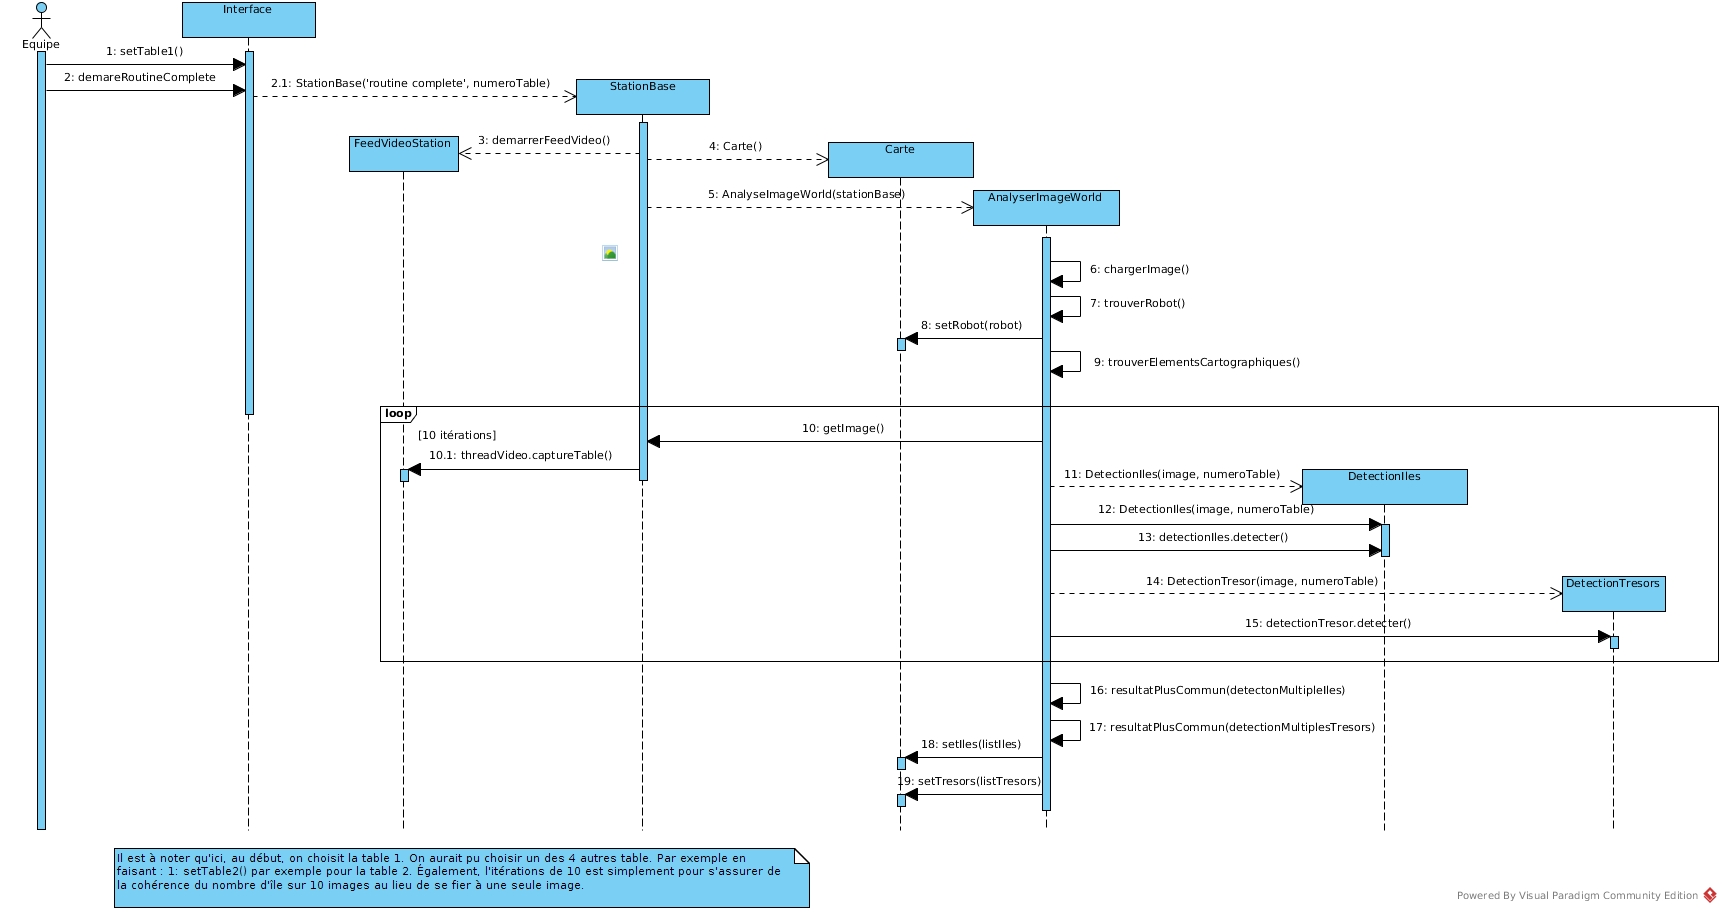 Interface
Equipe
1: setTable1()
2: demareRoutineComplete
2.1: StationBase('routine complete', numeroTable)
StationBase
FeedVideoStation
3: demarrerFeedVideo()
4: Carte()
Carte
5: AnalyseImageWorld(stationBase)
AnalyserImageWorld
6: chargerImage()
7: trouverRobot()
8: setRobot(robot)
9: trouverElementsCartographiques()
loop
[10 itérations]
10: getImage()
10.1: threadVideo.captureTable()
11: DetectionIles(image, numeroTable)
DetectionIles
12: DetectionIles(image, numeroTable)
13: detectionIles.detecter()
14: DetectionTresor(image, numeroTable)
DetectionTresors
15: detectionTresor.detecter()
16: resultatPlusCommun(detectonMultipleIles)
17: resultatPlusCommun(detectionMultiplesTresors)
18: setIles(listIles)
19: setTresors(listTresors)
Il est à noter qu'ici, au début, on choisit la table 1. On aurait pu choisir un des 4 autres table. Par exemple en
faisant : 1: setTable2() par exemple pour la table 2. Également, l'itérations de 10 est simplement pour s'assurer de
la cohérence du nombre d'île sur 10 images au lieu de se fier à une seule image.
Powered By Visual Paradigm Community Edition